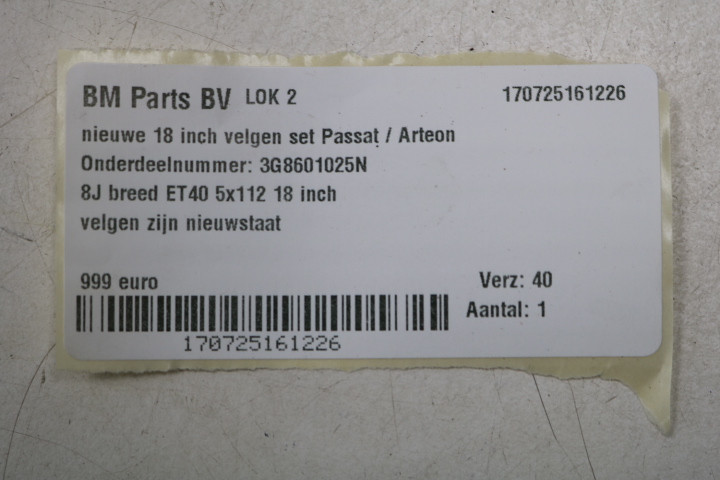 BM Parts BV LOK 2 170725161226
nieuwe 18 inch velgen set Passat / Arteon
Onderdeelnummer: 3G8601025N
8J breed ET40 5x112 18 inch
velgen zijn nieuwstaat
999 euro Verz: 40
Aantal: 1
170725161226